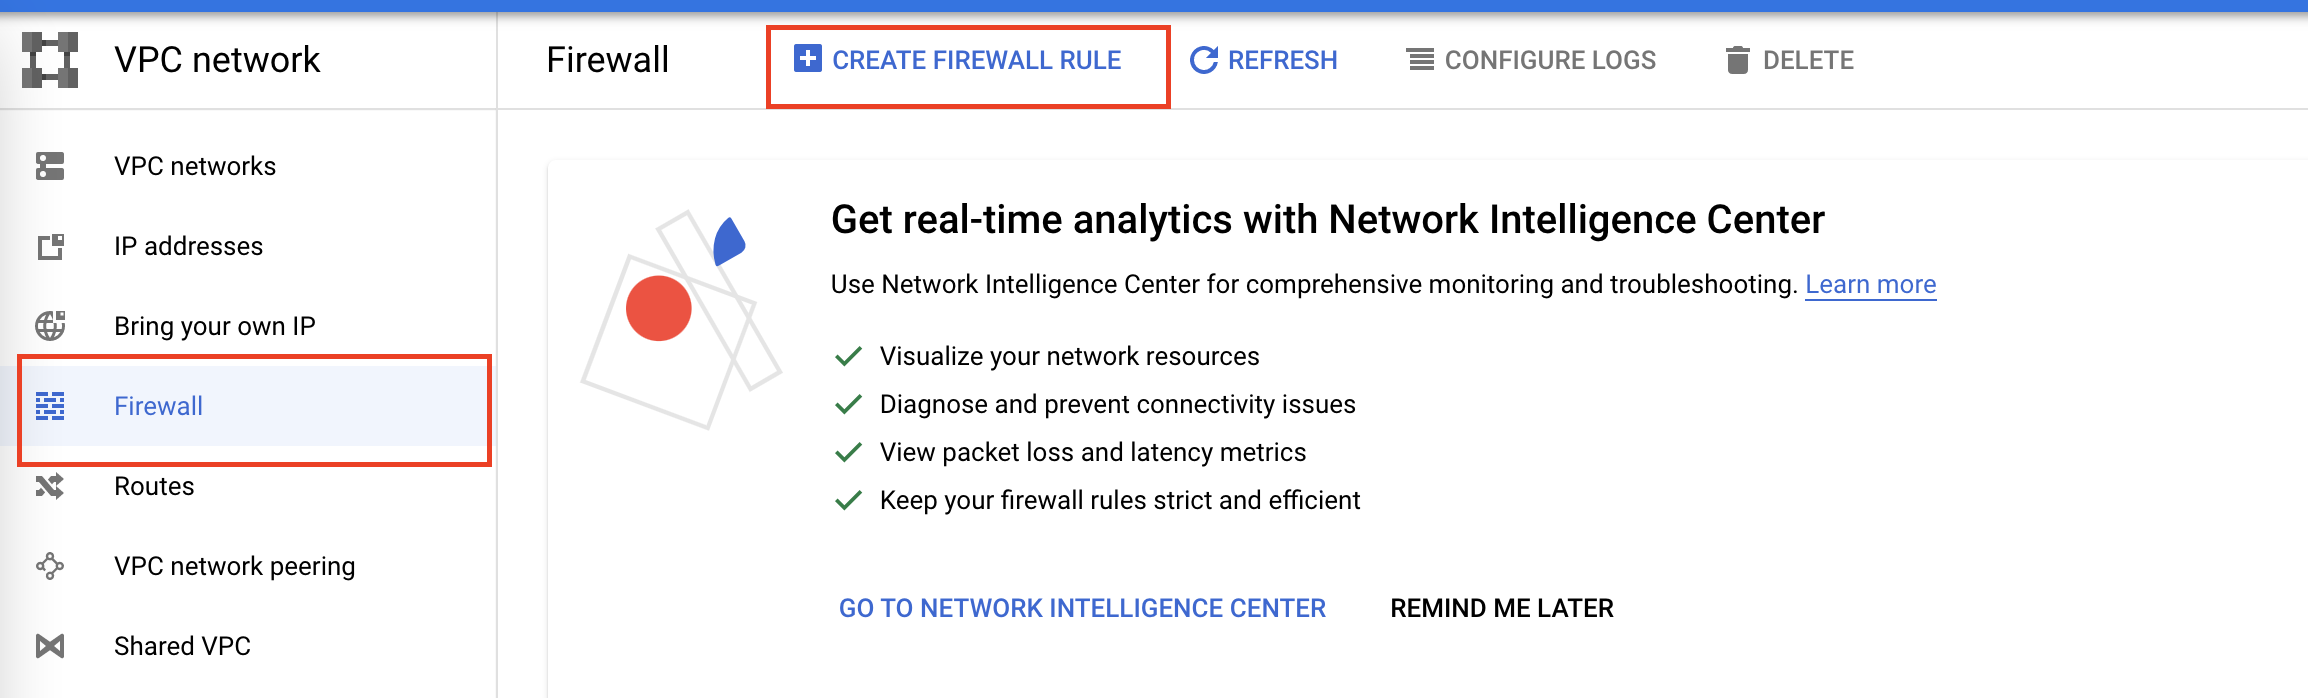 VPC network
Firewall
CREATE FIREWALL RULE
REFRESH
CONFIGURE LOGS
DELETE
VPC networks
IP addresses
Bring your own IP
Firewall
Routes
VPC network peering
Shared VPC
Get real-time analytics with Network Intelligence Center
Use Network Intelligence Center for comprehensive monitoring and troubleshooting. Learn more
Visualize your network resources
Diagnose and prevent connectivity issues
View packet loss and latency metrics
Keep your firewall rules strict and efficient
GO TO NETWORK INTELLIGENCE CENTER
REMIND ME LATER